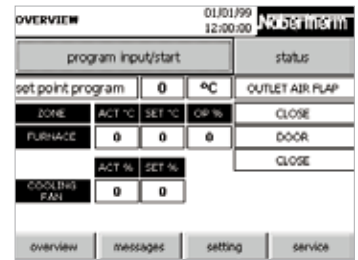 OVERVIEW 01/01/99 12:00:00 Nabertherm
program input/start status
set point program 0 ºC OUTLET AIR FLAP
ZONE ACT °C SET °C OP % CLOSE
FURNACE 0 0 0 DOOR
ACT % SET % CLOSE
COOLING FAN 0 0
overview messages setting service